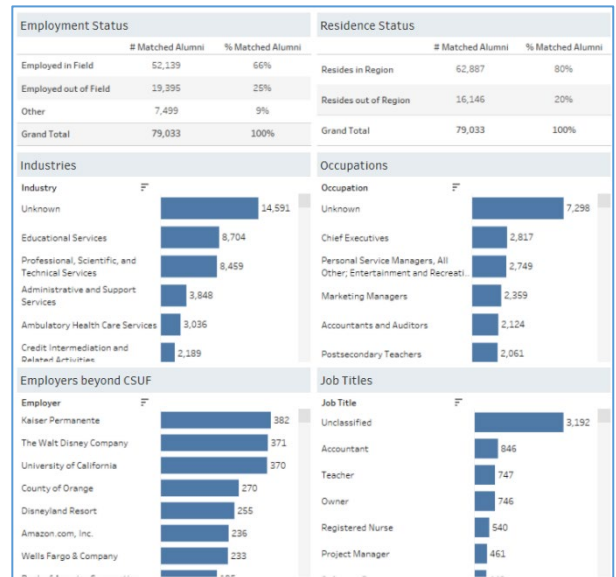 Employment Status
# Matched Alumni % Matched Alumni
Employed in Field 52,139 66%
Employed out of Field 19,395 25%
Other 7,499 9%
Grand Total 79,033 100%
Residence Status
# Matched Alumni % Matched Alumni
Resides in Region 62,887 80%
Resides out of Region 16,146 20%
Grand Total 79,033 100%
Industries
Industry
Unknown 14,591
Educational Services 8,704
Professional, Scientific, and
Technical Services 8,459
Administrative and Support
Services 3,848
Ambulatory Health Care Services 3,036
Credit Intermediation and
Related Activities 2,189
Occupations
Occupation
Unknown 7,298
Chief Executives 2,817
Personal Service Managers, All
Other; Entertainment and Recreati.. 2,749
Marketing Managers 2,359
Accountants and Auditors 2,124
Postsecondary Teachers 2,061
Employers beyond CSUF
Employer
Kaiser Permanente 382
The Walt Disney Company 371
University of California 370
County of Orange 270
Disneyland Resort 255
Amazon.com, Inc. 236
Wells Fargo & Company 233
Job Titles
Job Title
Unclassified 3,192
Accountant 846
Teacher 747
Owner 746
Registered Nurse 540
Project Manager 461